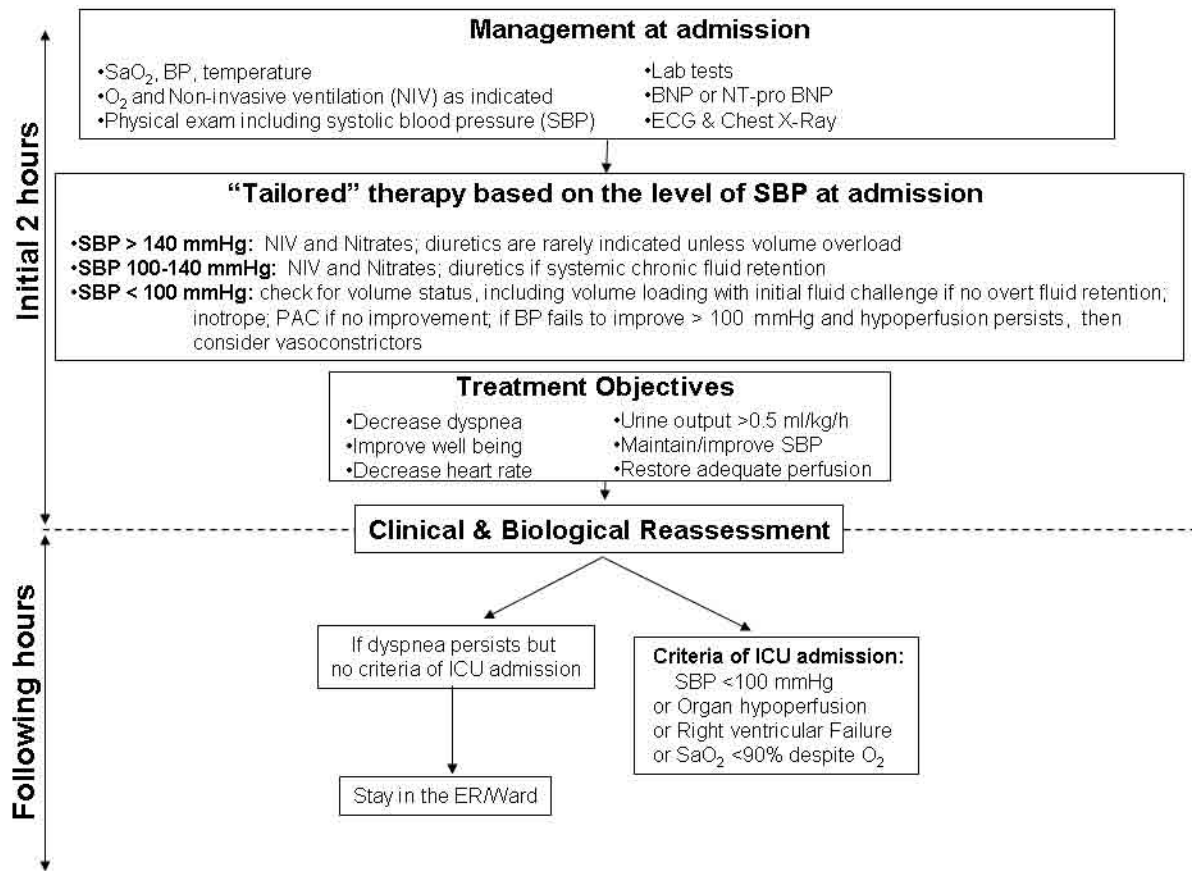 Management at admission
•SaO₂, BP, temperature
•O₂ and Non-invasive ventilation (NIV) as indicated
•Physical exam including systolic blood pressure (SBP)
•Lab tests
•BNP or NT-pro BNP
•ECG & Chest X-Ray
Initial 2 hours
“Tailored” therapy based on the level of SBP at admission
•SBP > 140 mmHg: NIV and Nitrates; diuretics are rarely indicated unless volume overload
•SBP 100-140 mmHg: NIV and Nitrates; diuretics if systemic chronic fluid retention
•SBP < 100 mmHg: check for volume status, including volume loading with initial fluid challenge if no overt fluid retention;
inotrope; PAC if no improvement; if BP fails to improve > 100 mmHg and hypoperfusion persists, then
consider vasoconstrictors
Treatment Objectives
•Decrease dyspnea
•Improve well being
•Decrease heart rate
•Urine output >0.5 ml/kg/h
•Maintain/improve SBP
•Restore adequate perfusion
Clinical & Biological Reassessment
Following hours
If dyspnea persists but
no criteria of ICU admission
Stay in the ER/Ward
Criteria of ICU admission:
SBP <100 mmHg
or Organ hypoperfusion
or Right ventricular Failure
or SaO₂ <90% despite O₂